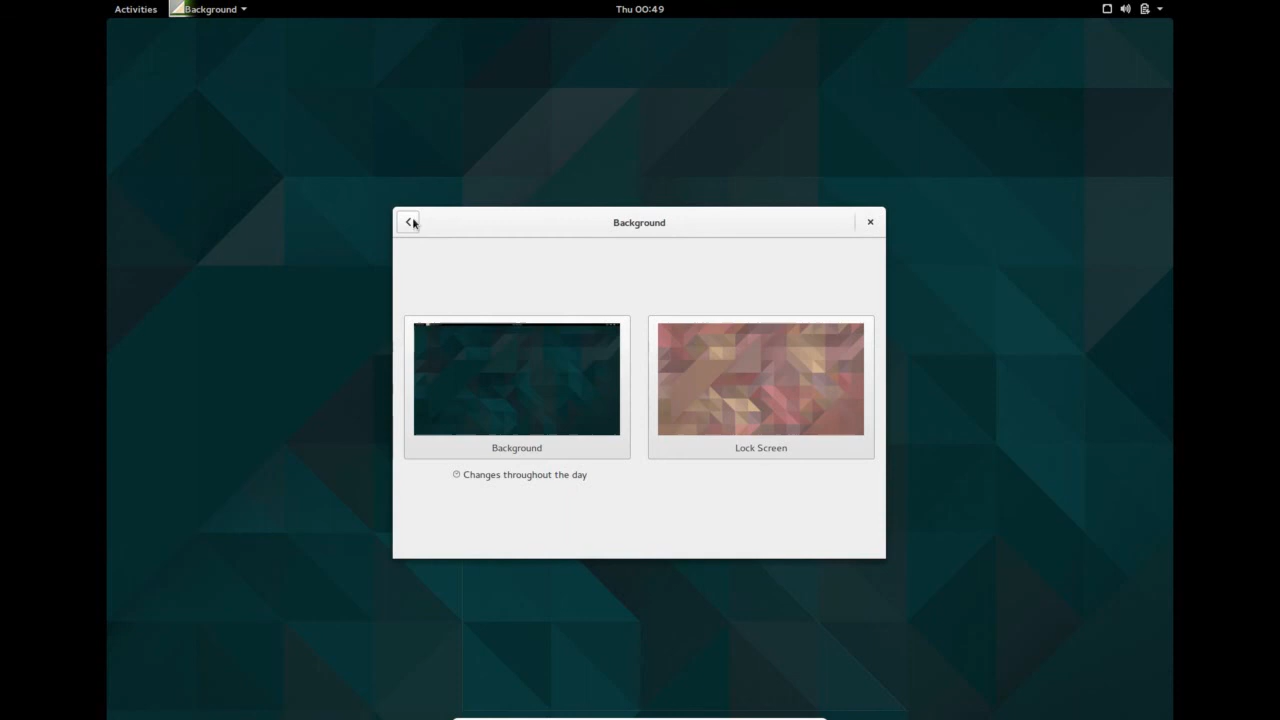 Activities Background Thu 00:49
Background
Background Lock Screen
Changes throughout the day